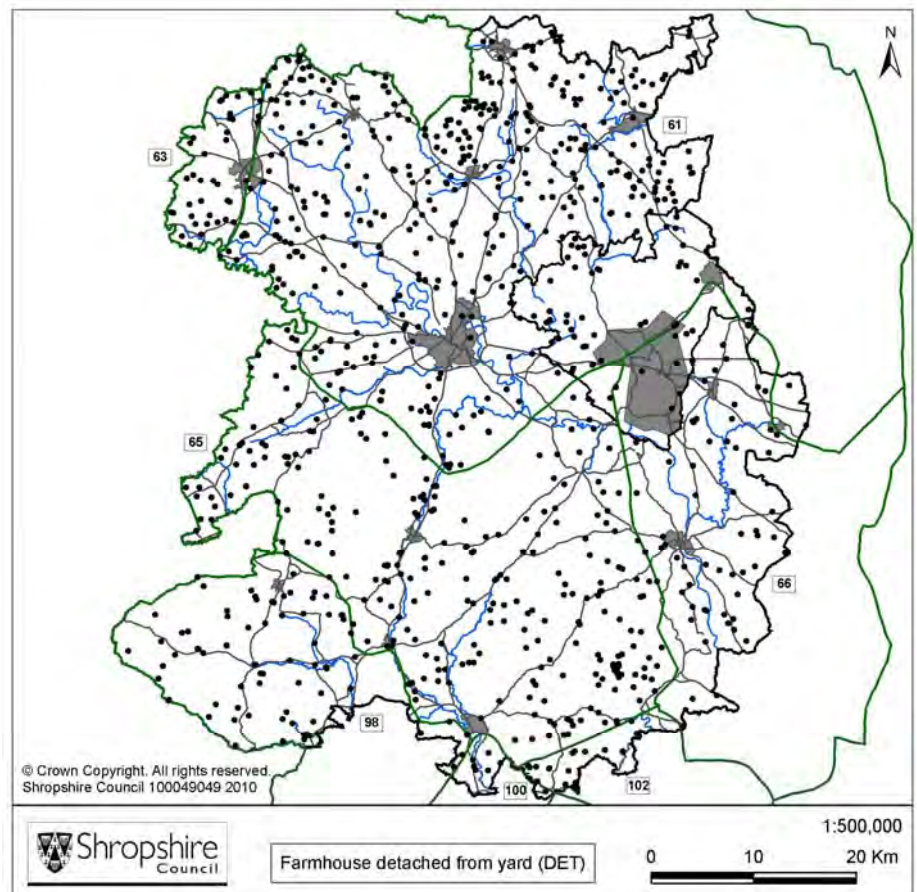 N
63
61
65
66
98
100
102
© Crown Copyright. All rights reserved.
Shropshire Council 100049049 2010
Shropshire
Council
Farmhouse detached from yard (DET)
1:500,000
0 10 20 Km